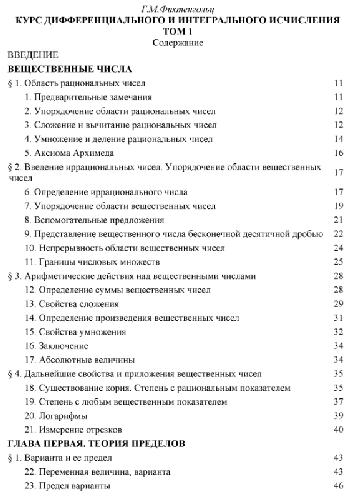 Г.М.Фихтенгольц
КУРС ДИФФЕРЕНЦИАЛЬНОГО И ИНТЕГРАЛЬНОГО ИСЧИСЛЕНИЯ
ТОМ 1
Содержание
ВВЕДЕНИЕ
ВЕЩЕСТВЕННЫЕ ЧИСЛА
§ 1. Область рациональных чисел 11
1. Предварительные замечания 11
2. Упорядочение области рациональных чисел 12
3. Сложение и вычитание рациональных чисел 12
4. Умножение и деление рациональных чисел 14
5. Аксиома Архимеда 16
§ 2. Введение иррациональных чисел. Упорядочение области вещественных 17
чисел
6. Определение иррационального числа 17
7. Упорядочение области вещественных чисел 19
8. Вспомогательные предложения 21
9. Представление вещественного числа бесконечной десятичной дробью 22
10. Непрерывность области вещественных чисел 24
11. Границы числовых множеств 25
§ 3. Арифметические действия над вещественными числами 28
12. Определение суммы вещественных чисел 28
13. Свойства сложения 29
14. Определение произведения вещественных чисел 31
15. Свойства умножения 32
16. Заключение 34
17. Абсолютные величины 34
§ 4. Дальнейшие свойства и приложения вещественных чисел 35
18. Существование корня. Степень с рациональным показателем 35
19. Степень с любым вещественным показателем 37
20. Логарифмы 39
21. Измерение отрезков 40
ГЛАВА ПЕРВАЯ. ТЕОРИЯ ПРЕДЕЛОВ
§ 1. Варианта и ее предел 43
22. Переменная величина, варианта 43
23. Предел варианты 46